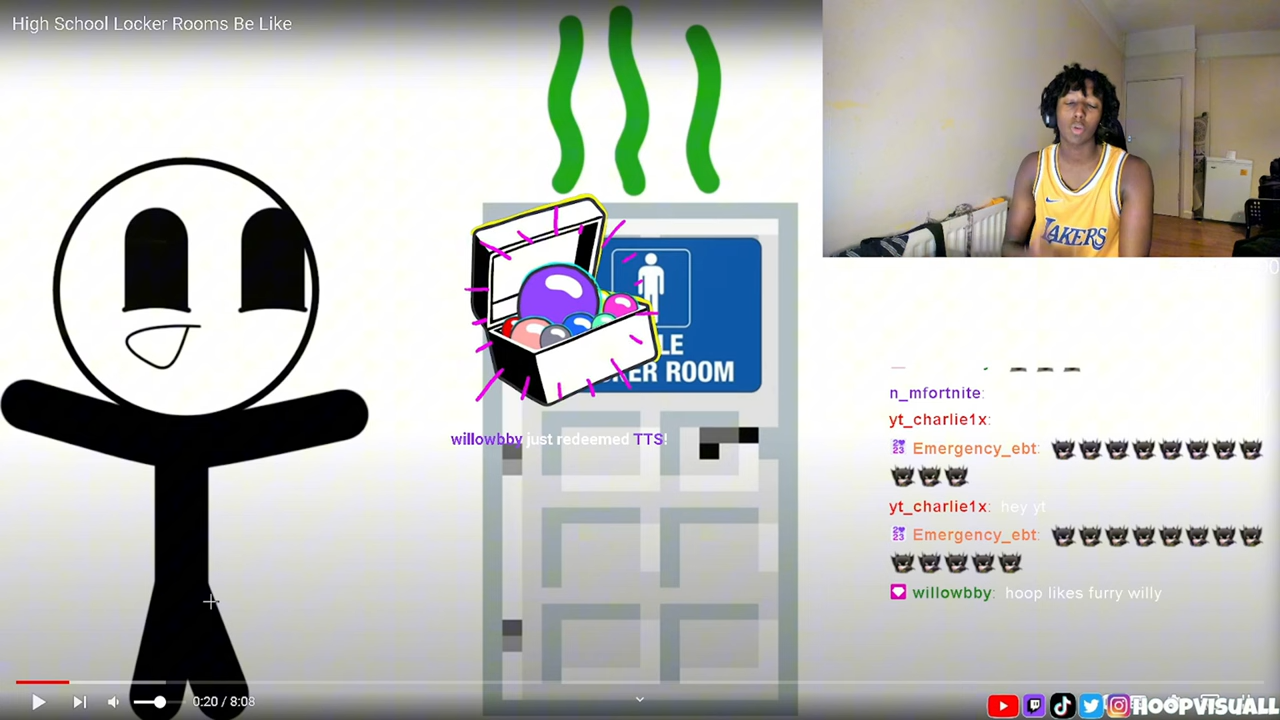 High School Locker Rooms Be Like
LAKERS
LE
ER ROOM
willowbby just redeemed TTS!
n_mfortnite:
yt_charlie1x:
Emergency_ebt:
yt_charlie1x: hey yt
Emergency_ebt:
willowbby: hoop likes furry willy
0:20 / 8:08
HOOPVISUALL